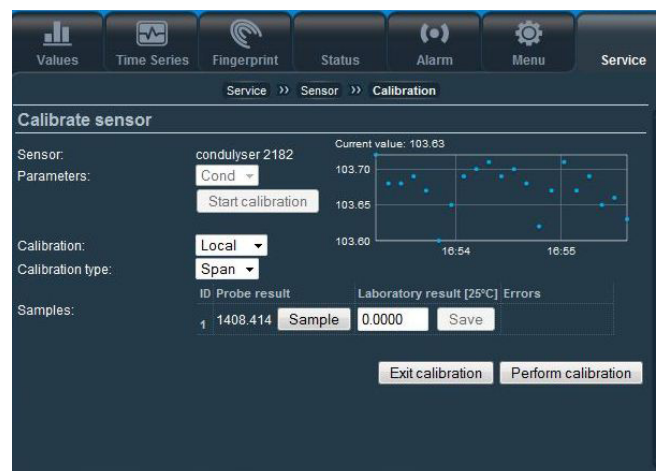 Values Time Series Fingerprint Status Alarm Menu Service
Service » Sensor » Calibration
Calibrate sensor
Sensor: condulyser 2182
Parameters: Cond
Start calibration
Current value: 103.63
103.70
103.65
103.60
16:54 16:55
Calibration: Local
Calibration type: Span
ID Probe result Laboratory result [25°C] Errors
Samples:
1 1408.414 Sample 0.0000 Save
Exit calibration Perform calibration